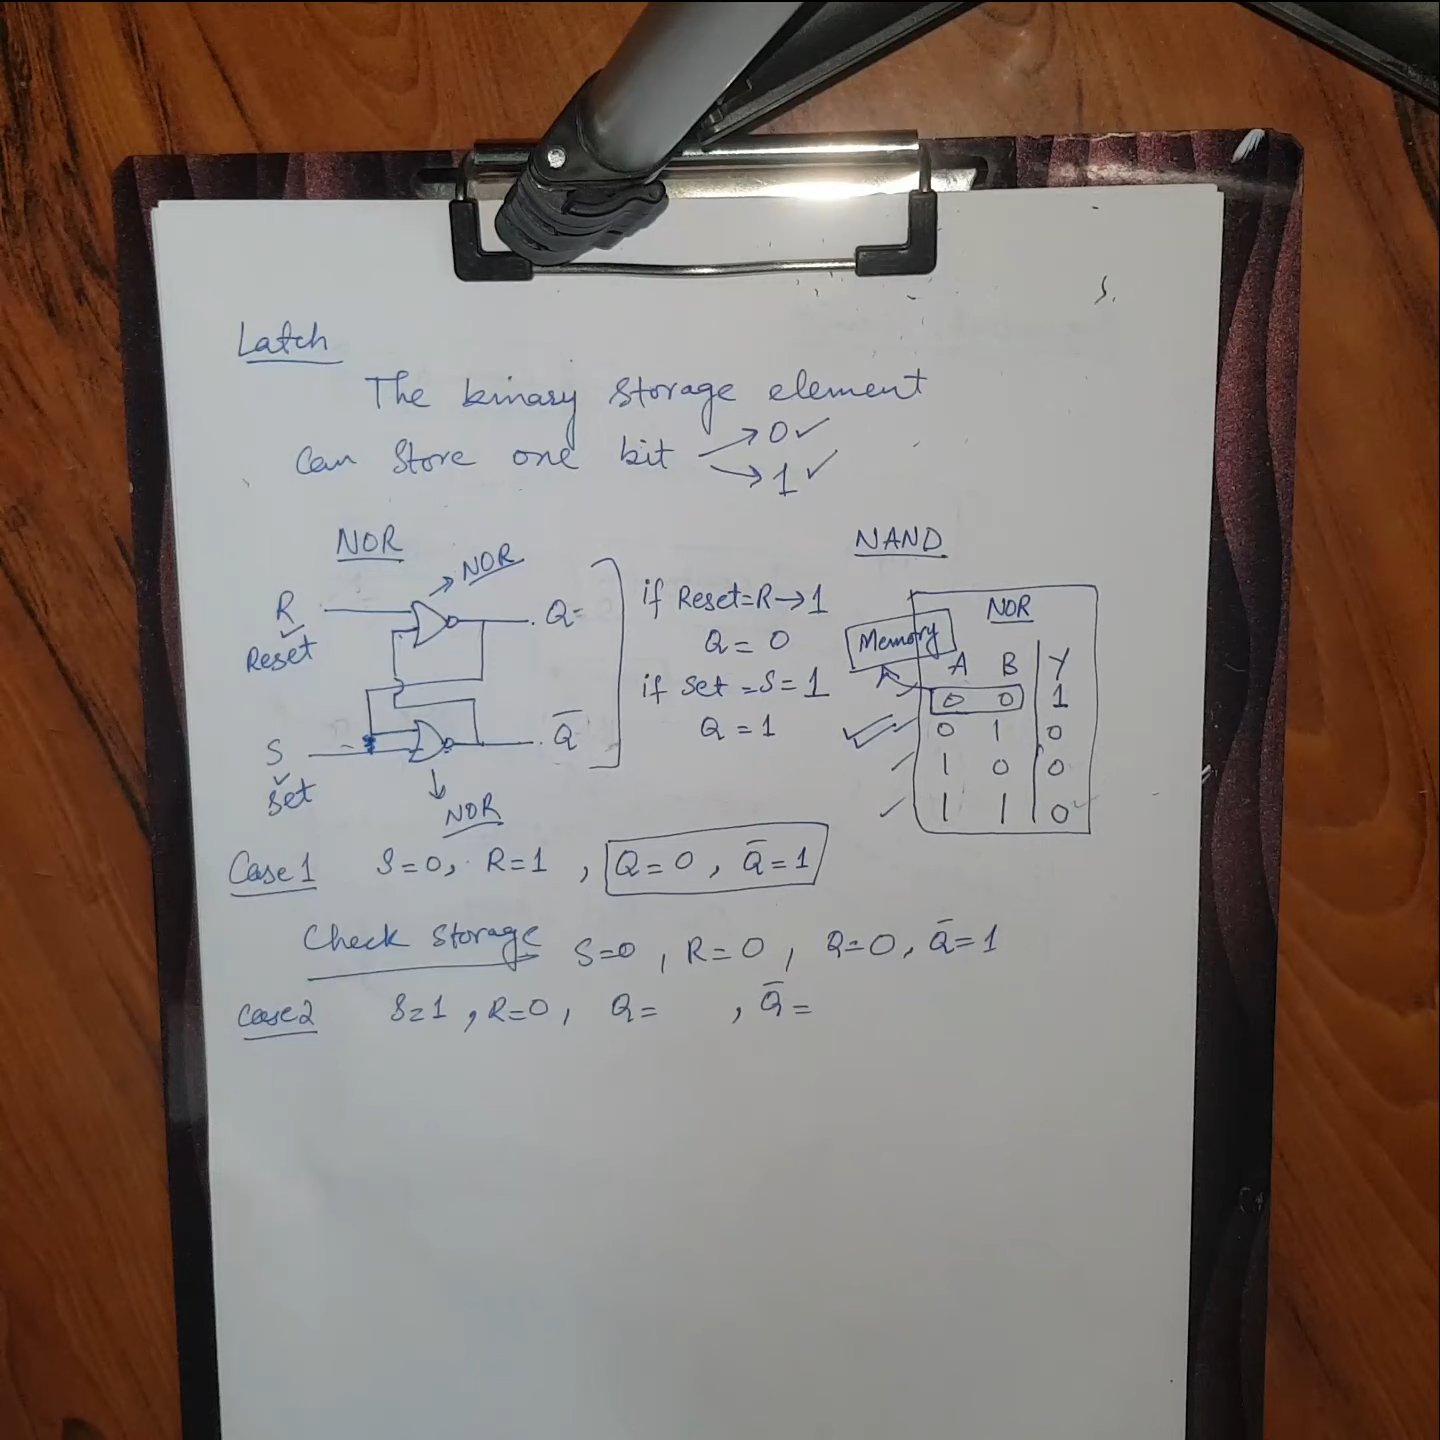 Latch
The binary storage element
Can Store one bit → 0 ✓
→ 1 ✓
NOR
→ NOR
NAND
R
Reset
Q=
if Reset=R→1
Q = 0
if Set =S=1
Q = 1
S
Set
Q̅
NOR
Memory
NOR
A B Y
0 0 1
0 1 0
1 0 0
1 1 0
Case 1 S=0, R=1 , Q=0 , Q̅=1
Check Storage S=0 , R=0 , Q=0, Q̅=1
Case 2 S=1 , R=0 , Q= , Q̅=